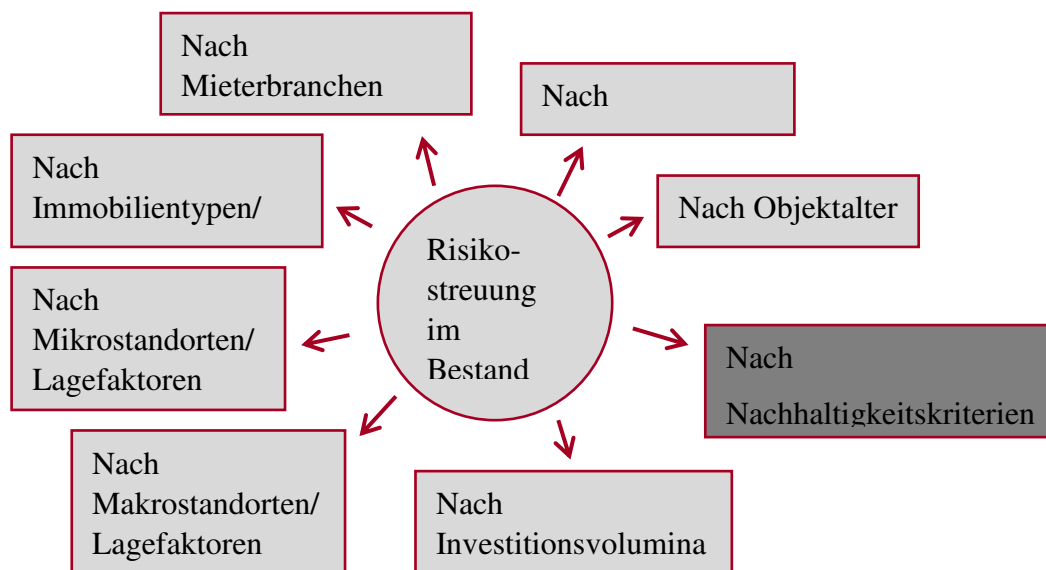 Nach
Mieterbranchen
Nach
Nach
Immobilientypen/
Nach Objektalter
Risiko-
streuung
im
Bestand
Nach
Mikrostandorten/
Lagefaktoren
Nach
Nachhaltigkeitskriterien
Nach
Makrostandorten/
Lagefaktoren
Nach
Investitionsvolumina